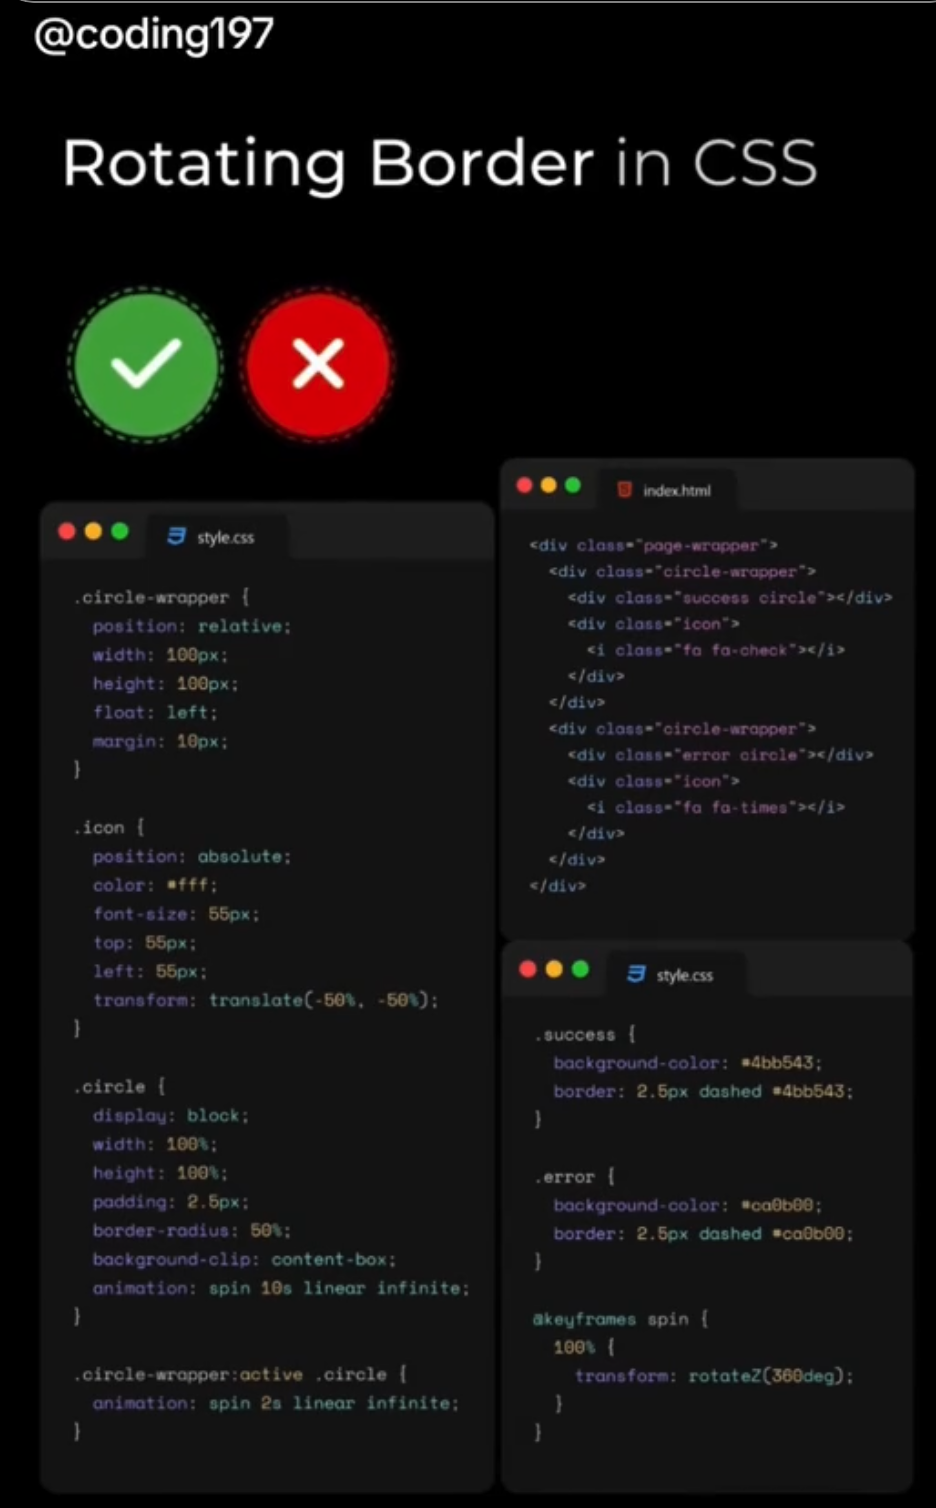 @coding197
Rotating Border in CSS
style.css
.circle-wrapper {
position: relative;
width: 100px;
height: 100px;
float: left;
margin: 10px;
}
.icon {
position: absolute;
color: #fff;
font-size: 55px;
top: 55px;
left: 55px;
transform: translate(-50%, -50%);
}
.circle {
display: block;
width: 100%;
height: 100%;
padding: 2.5px;
border-radius: 50%;
background-clip: content-box;
animation: spin 10s linear infinite;
}
.circle-wrapper:active .circle {
animation: spin 2s linear infinite;
}
index.html
<div class="page-wrapper">
<div class="circle-wrapper">
<div class="success circle"></div>
<div class="icon">
<i class="fa fa-check"></i>
</div>
</div>
<div class="circle-wrapper">
<div class="error circle"></div>
<div class="icon">
<i class="fa fa-times"></i>
</div>
</div>
</div>
style.css
.success {
background-color: #4bb543;
border: 2.5px dashed #4bb543;
}
.error {
background-color: #ca0b00;
border: 2.5px dashed #ca0b00;
}
@keyframes spin {
100% {
transform: rotateZ(360deg);
}
}